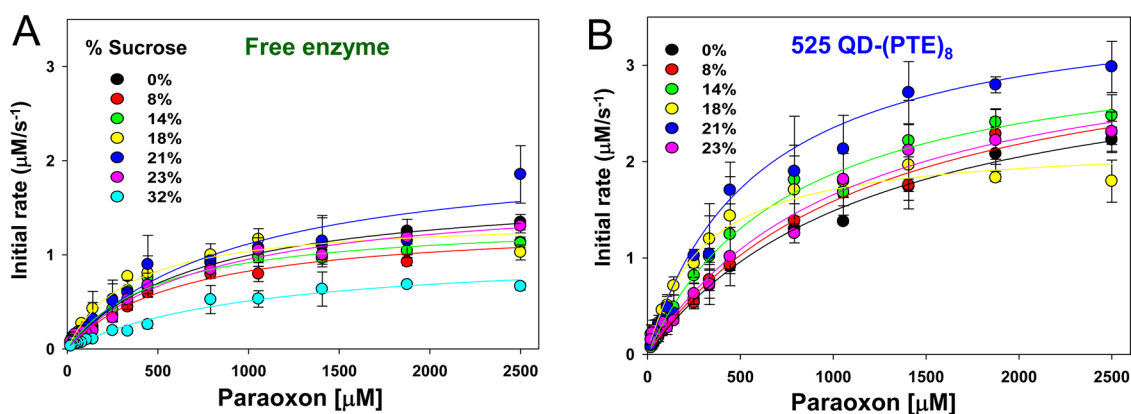 A
% Sucrose
Free enzyme
0%
8%
14%
18%
21%
23%
32%
Initial rate (μM/s⁻¹)
3
2
1
0
0 500 1000 1500 2000 2500
Paraoxon [μM]
B
525 QD-(PTE)₈
0%
8%
14%
18%
21%
23%
Initial rate (μM/s⁻¹)
3
2
1
0
0 500 1000 1500 2000 2500
Paraoxon [μM]